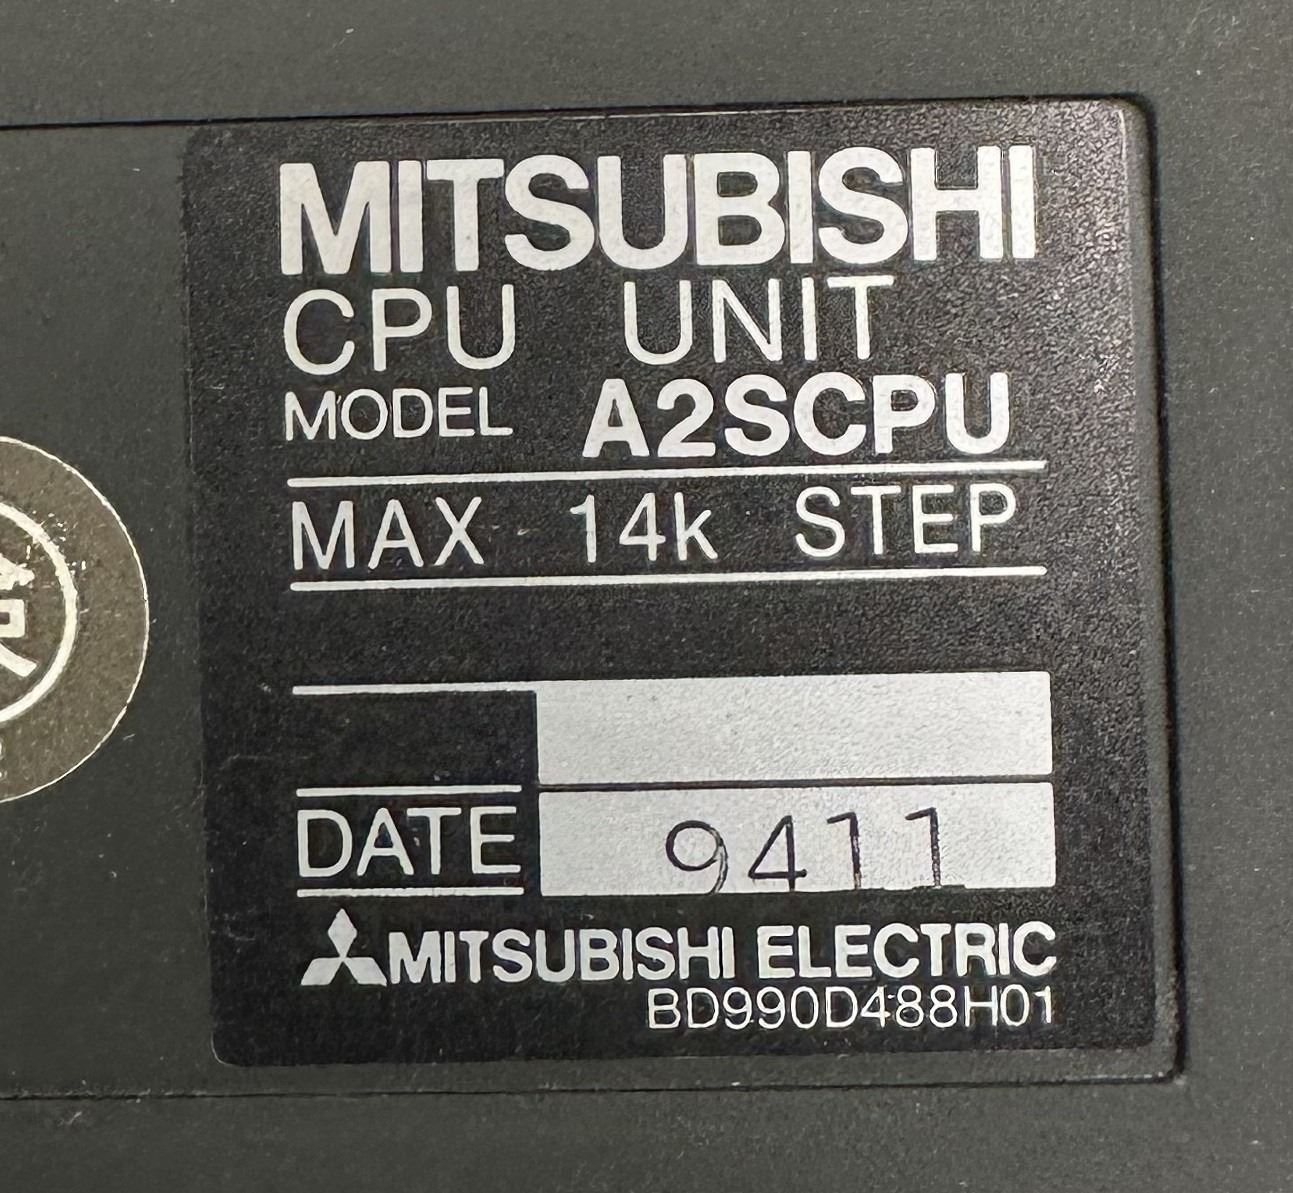 MITSUBISHI
CPU UNIT
MODEL A2SCPU
MAX 14k STEP
DATE 9411
MITSUBISHI ELECTRIC
BD990D488H01